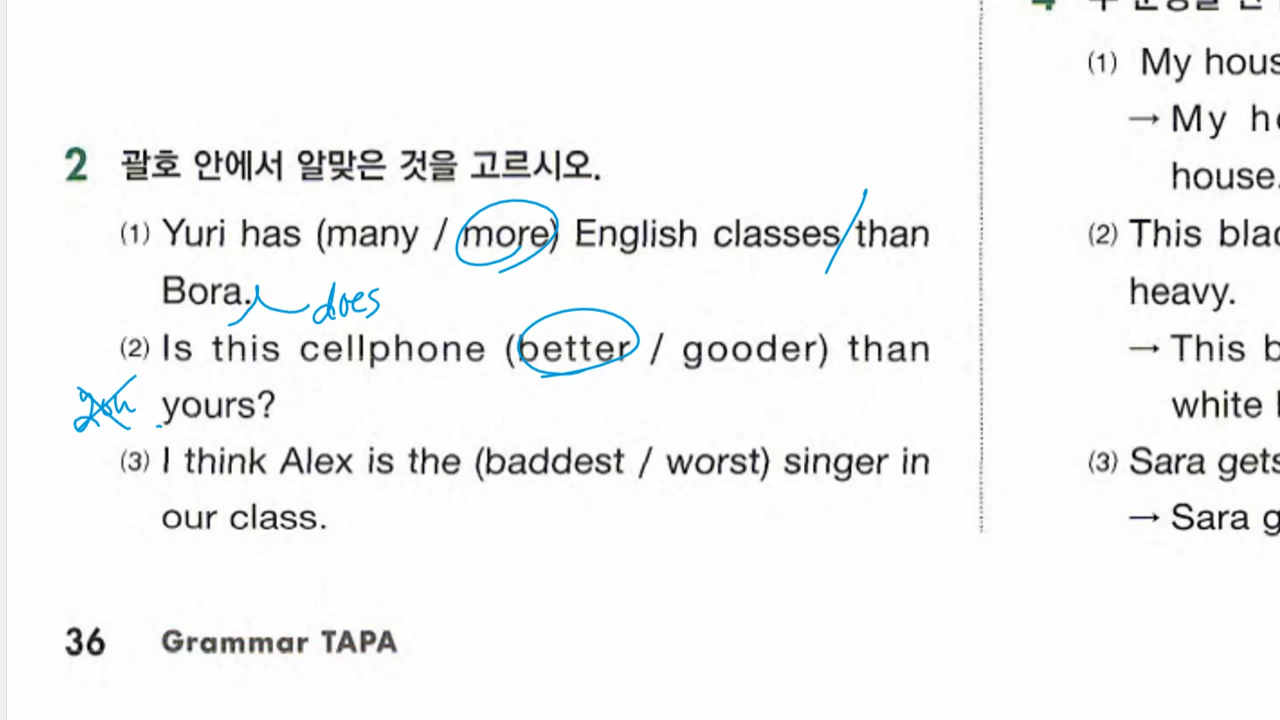 2 괄호 안에서 알맞은 것을 고르시오.
(1) Yuri has (many / more) English classes than
Bora. does
(2) Is this cellphone (better / gooder) than
you yours?
(3) I think Alex is the (baddest / worst) singer in
our class.
36 Grammar TAPA
(1) My hous
→ My ho
house.
(2) This blac
heavy.
→ This b
white
(3) Sara gets
→ Sara g